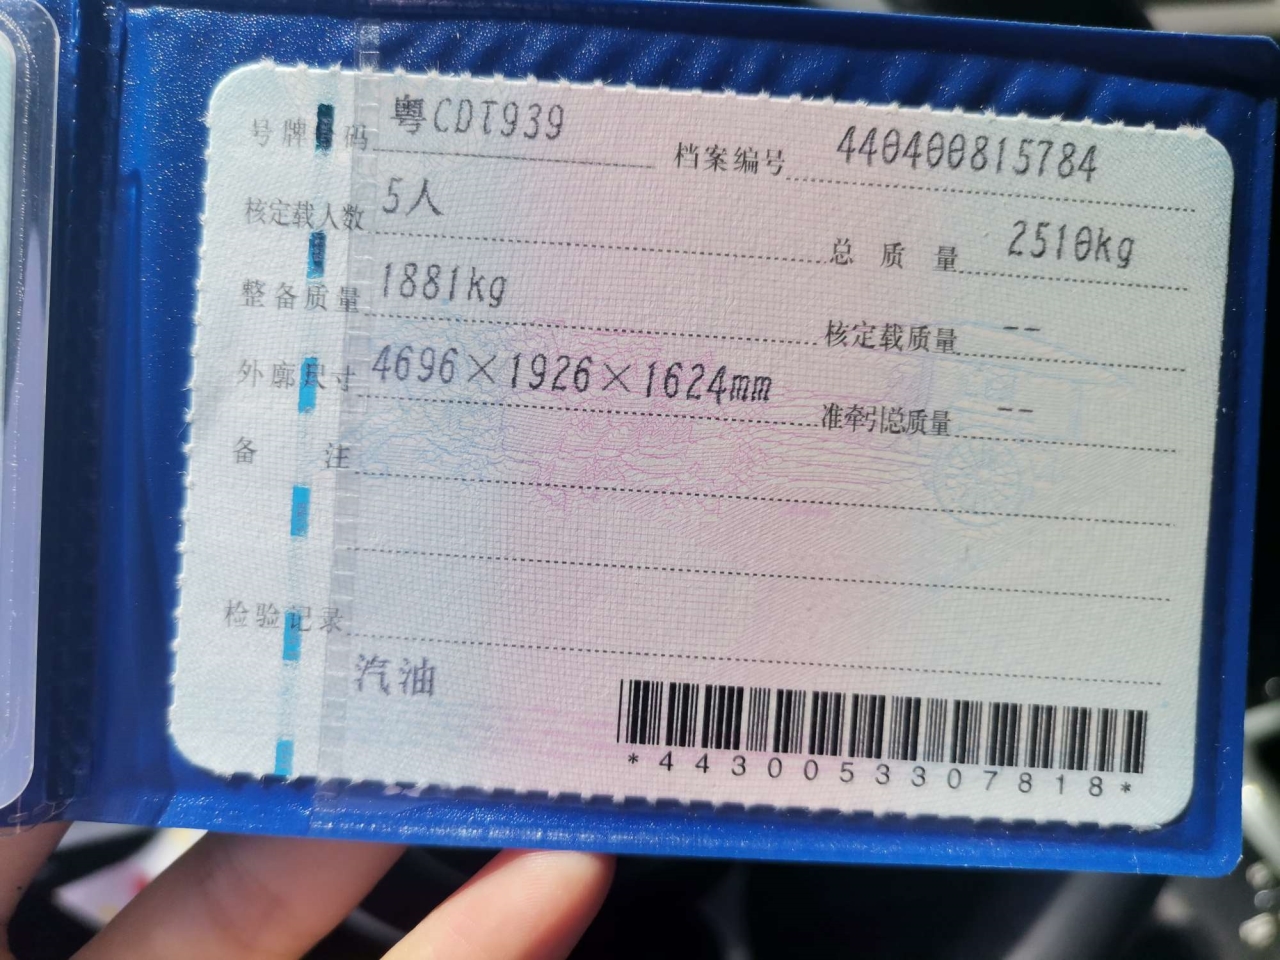 号牌号码 粤CDT939 档案编号 440400815784
核定载人数 5人 总质量 2510kg
整备质量 1881kg 核定载质量 --
外廓尺寸 4696×1926×1624mm 准牵引总质量 --
备注
检验记录
汽油
*4430053307818*